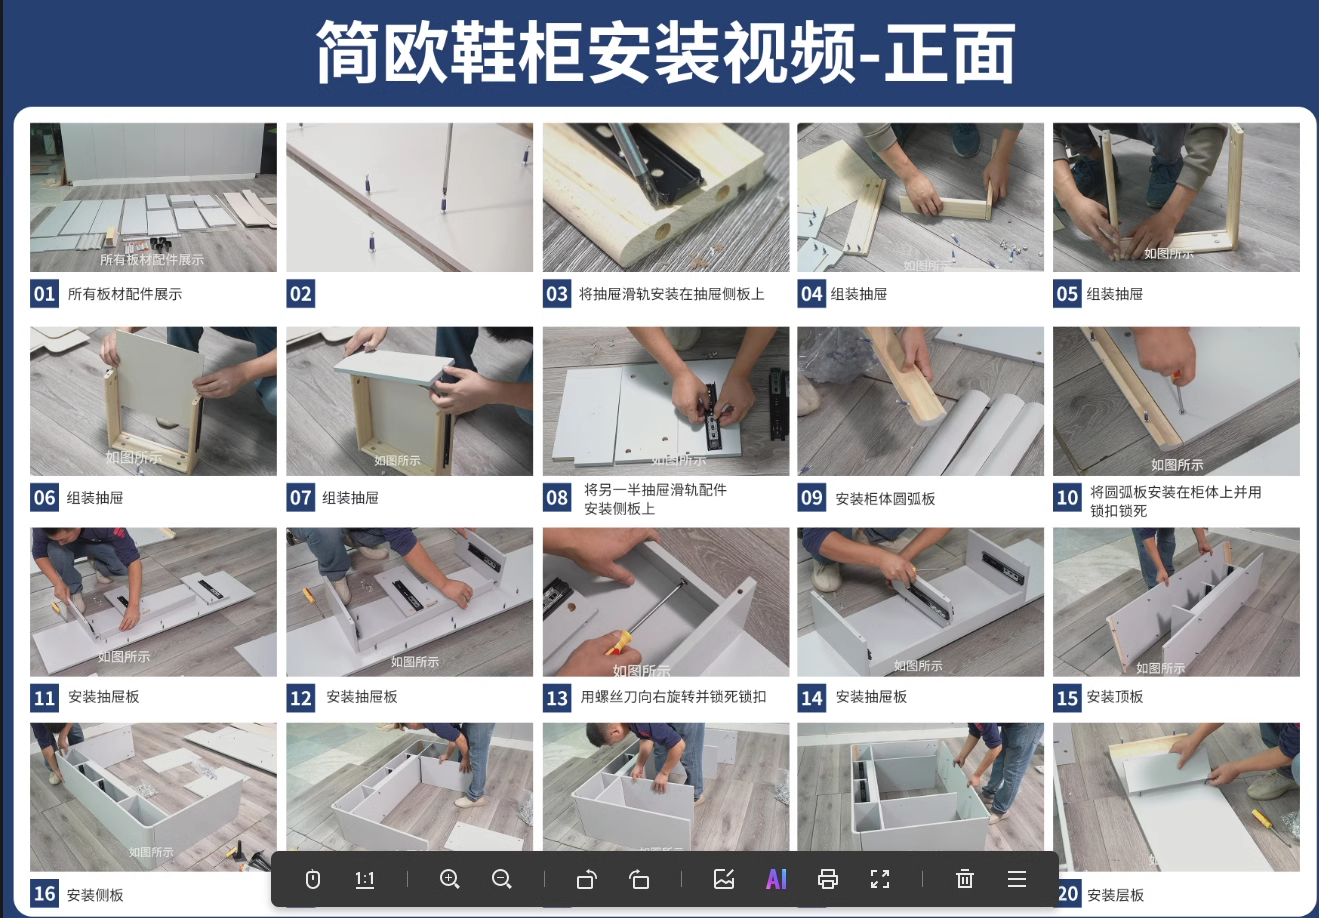 简欧鞋柜安装视频-正面
所有板材配件展示
如图所示
如图所示
01 所有板材配件展示
02
03 将抽屉滑轨安装在抽屉侧板上
04 组装抽屉
05 组装抽屉
如图所示
如图所示
如图所示
如图所示
06 组装抽屉
07 组装抽屉
08 将另一半抽屉滑轨配件
安装侧板上
09 安装柜体圆弧板
10 将圆弧板安装在柜体上并用
锁扣锁死
如图所示
如图所示
如图所示
如图所示
如图所示
11 安装抽屉板
12 安装抽屉板
13 用螺丝刀向右旋转并锁死锁扣
14 安装抽屉板
15 安装顶板
如图所示
16 安装侧板
1:1
AI
20 安装层板